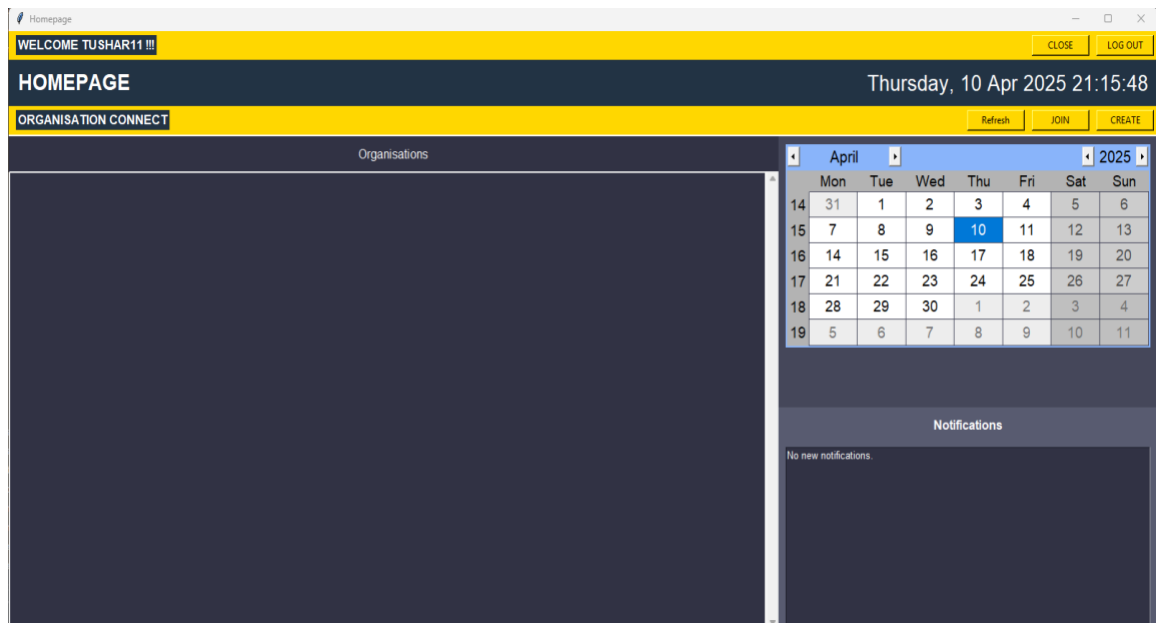 Homepage
WELCOME TUSHAR11 !!!
CLOSE LOG OUT
HOMEPAGE
Thursday, 10 Apr 2025 21:15:48
ORGANISATION CONNECT
Refresh JOIN CREATE
Organisations
April 2025
Mon Tue Wed Thu Fri Sat Sun
14 31 1 2 3 4 5 6
15 7 8 9 10 11 12 13
16 14 15 16 17 18 19 20
17 21 22 23 24 25 26 27
18 28 29 30 1 2 3 4
19 5 6 7 8 9 10 11
Notifications
No new notifications.